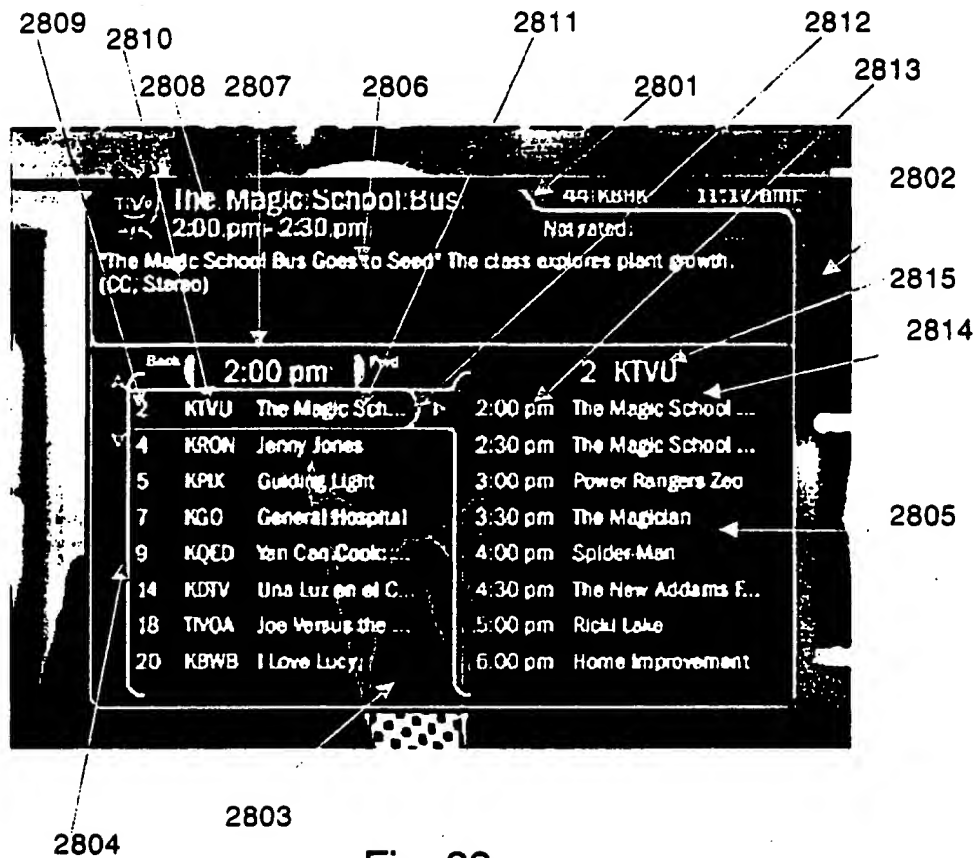 2809 2810 2811 2812
2808 2807 2806 2801 2813
2802
TiVo The Magic School Bus 44 KBHK 11:17 am
2:00 pm - 2:30 pm Not rated
"The Magic School Bus Goes to Seed" The class explores plant growth.
(CC, Stereo)
2815
2814
Back 2:00 pm Fwd 2 KTVU
2 KTVU The Magic Sch... 2:00 pm The Magic School ...
4 KRON Jenny Jones 2:30 pm The Magic School ...
5 KPIX Guiding Light 3:00 pm Power Rangers Zeo
7 KGO General Hospital 3:30 pm The Magician
2805
9 KQED Yan Can Cook: ... 4:00 pm Spider-Man
14 KDTV Una Luz en el C... 4:30 pm The New Addams F...
18 TIVOA Joe Versus the ... 5:00 pm Ricki Lake
20 KBWB I Love Lucy 6:00 pm Home Improvement
2803
2804